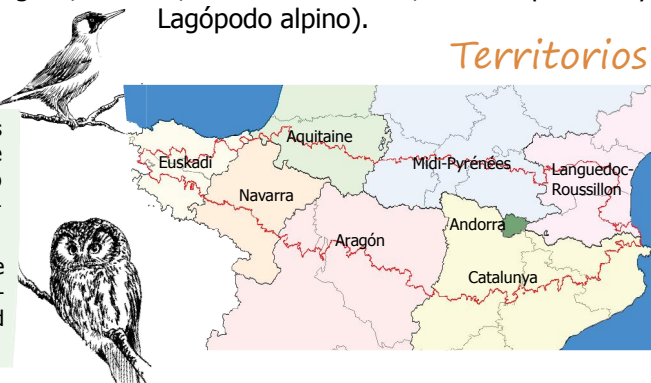 Lagópodo alpino).
Territorios
Aquitaine
Euskadi
Midi-Pyrénées
Languedoc-
Roussillon
Navarra
Andorra
Aragón
Catalunya